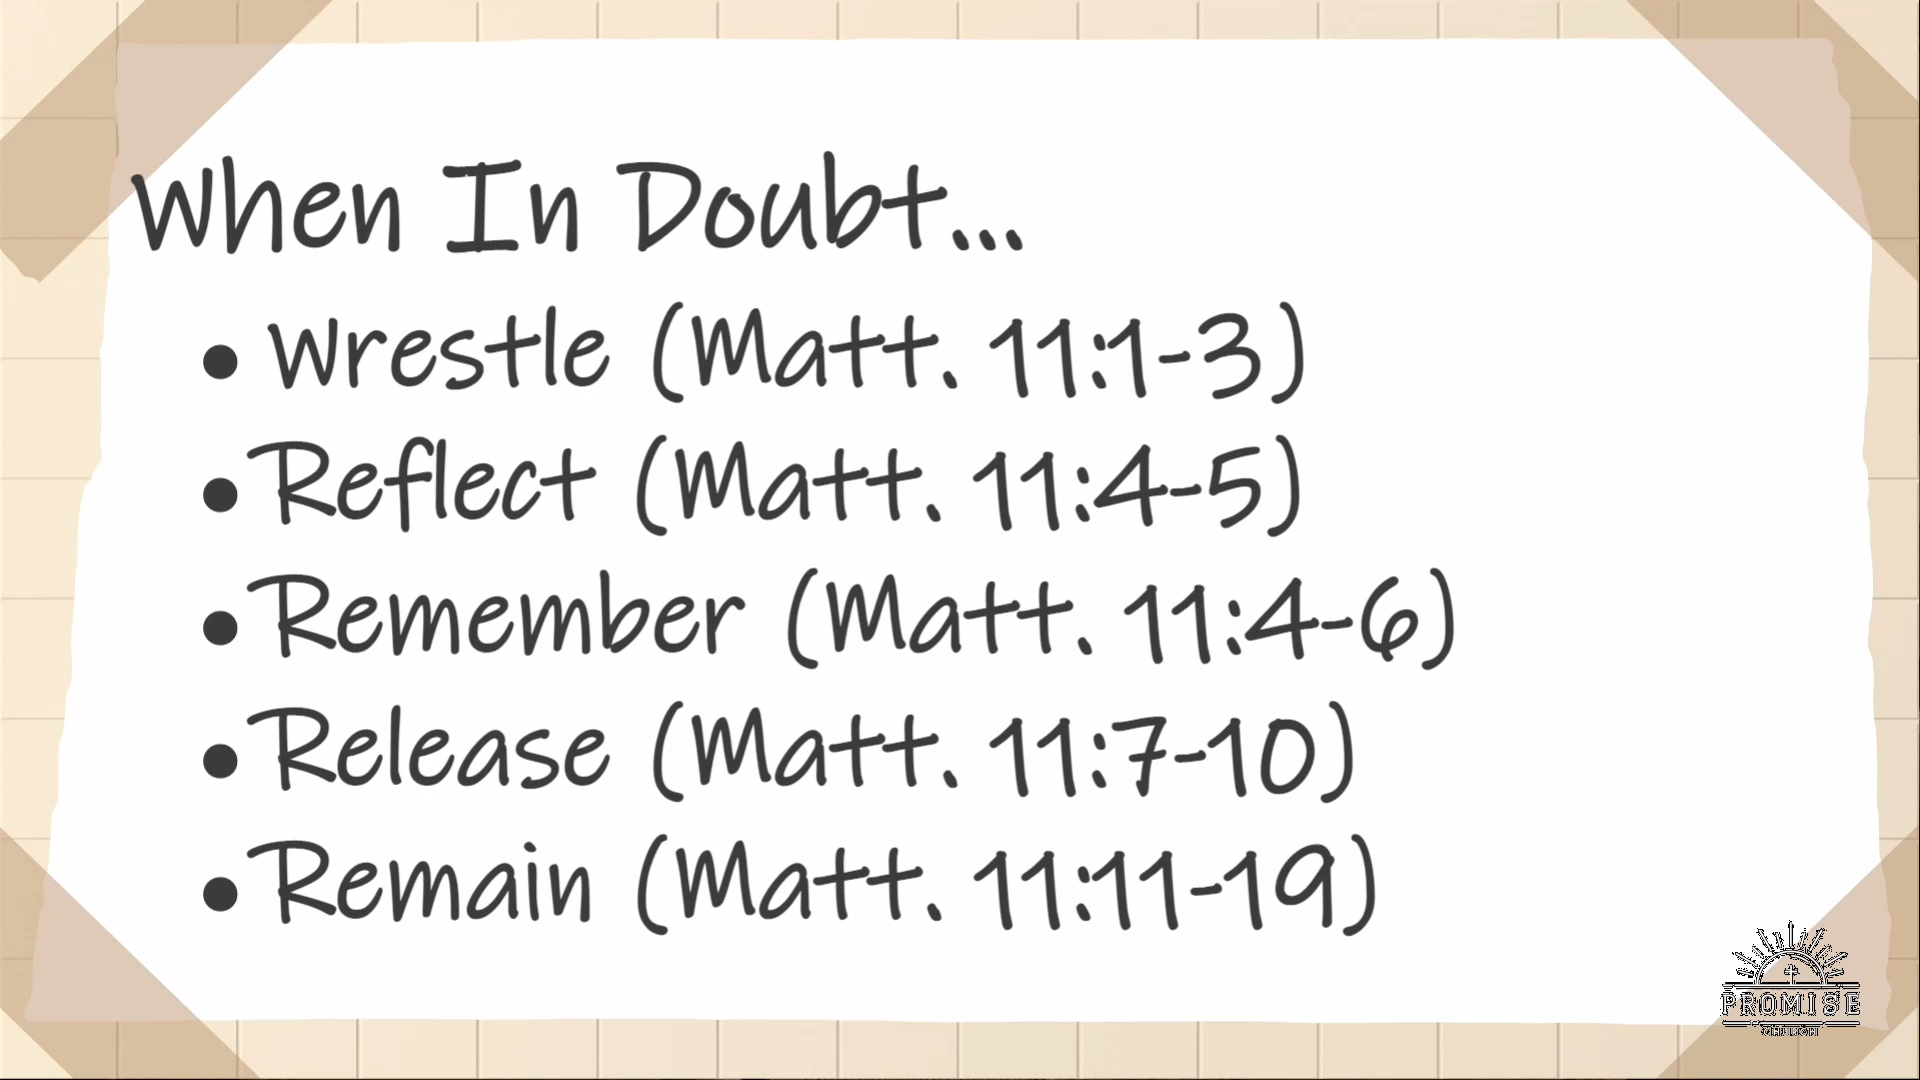 When In Doubt...
• Wrestle (Matt. 11:1-3)
• Reflect (Matt. 11:4-5)
• Remember (Matt. 11:4-6)
• Release (Matt. 11:7-10)
• Remain (Matt. 11:11-19)
PROMISE
CHURCH